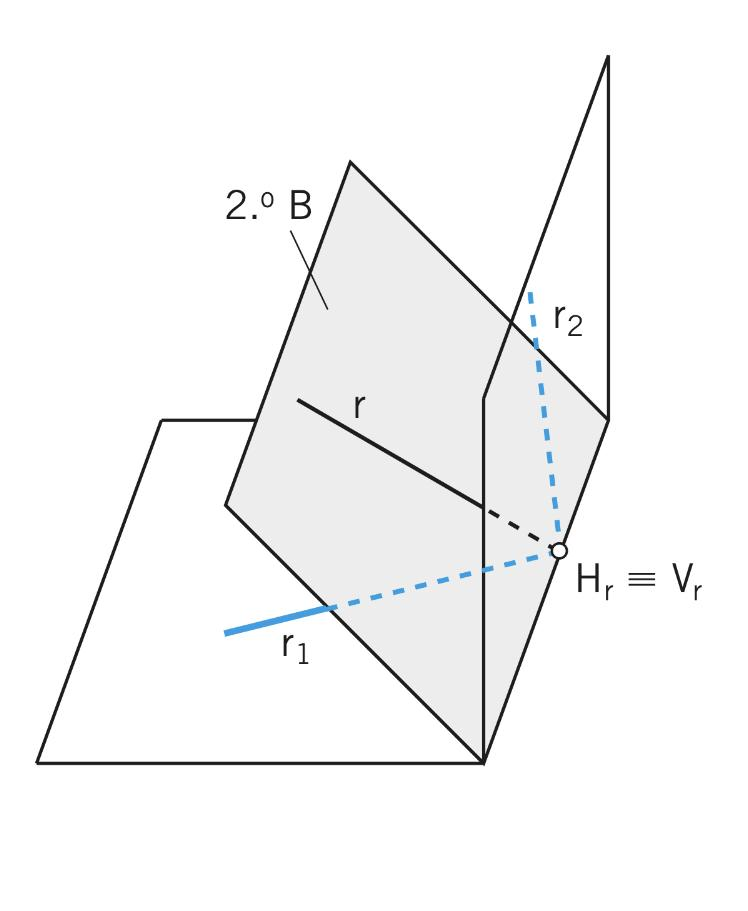 2.º B
r₂
r
Hᵣ ≡ Vᵣ
r₁